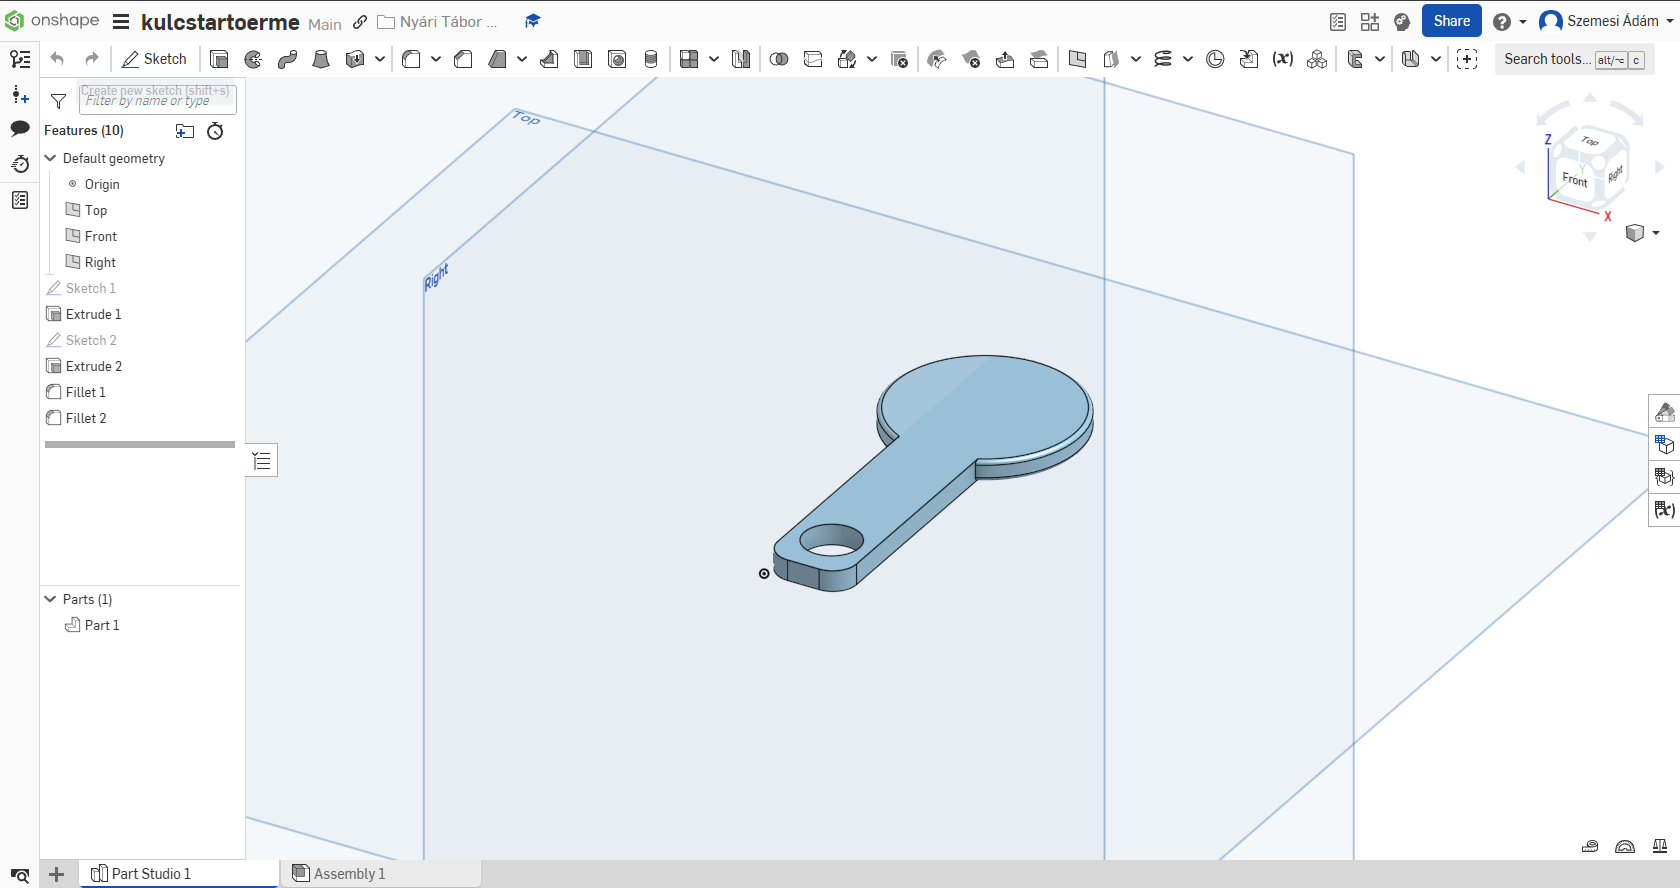 onshape
kulcstartoerme Main Nyári Tábor ...
Share
Szemesi Ádám
Sketch
Search tools... alt/⌥ c
Create new sketch (shift+s)
Filter by name or type
Features (10)
Default geometry
Origin
Top
Front
Right
Sketch 1
Extrude 1
Sketch 2
Extrude 2
Fillet 1
Fillet 2
Parts (1)
Part 1
Top
Right
Z
Top
Y
Front
Right
X
(x)
(x)
Part Studio 1
Assembly 1